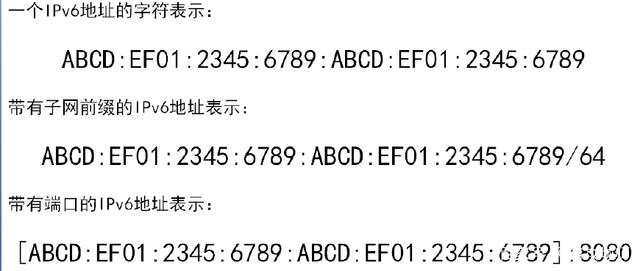 一个IPv6地址的字符表示:
ABCD:EF01:2345:6789:ABCD:EF01:2345:6789
带有子网前缀的IPv6地址表示:
ABCD:EF01:2345:6789:ABCD:EF01:2345:6789/64
带有端口的IPv6地址表示:
[ABCD:EF01:2345:6789:ABCD:EF01:2345:6789]:8080